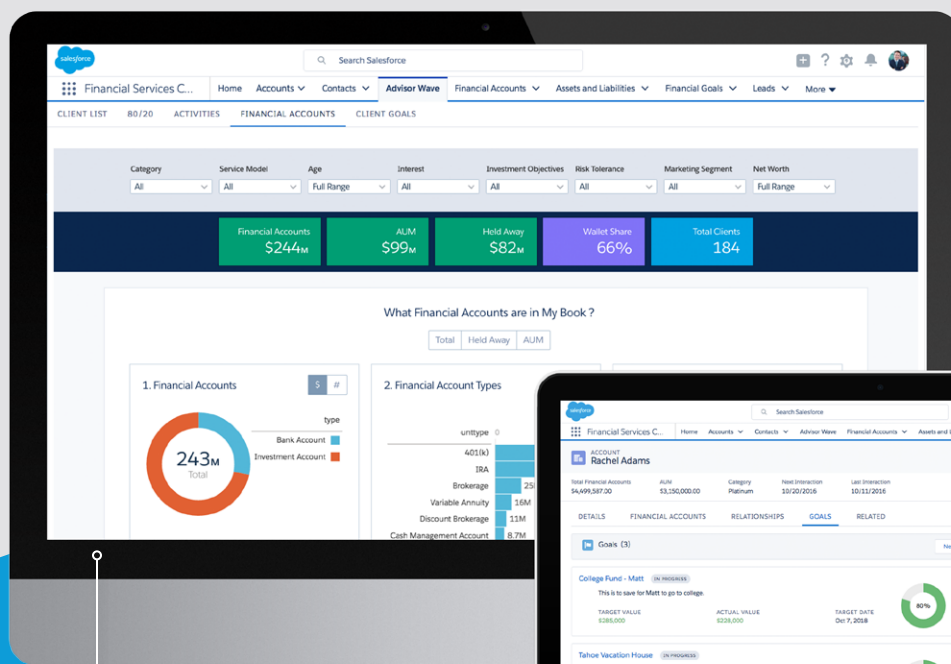 salesforce
Search Salesforce
Financial Services C... Home Accounts Contacts Advisor Wave Financial Accounts Assets and Liabilities Financial Goals Leads More
CLIENT LIST 80/20 ACTIVITIES FINANCIAL ACCOUNTS CLIENT GOALS
Category Service Model Age Interest Investment Objectives Risk Tolerance Marketing Segment Net Worth
All All Full Range All All All All Full Range
Financial Accounts AUM Held Away Wallet Share Total Clients
$244M $99M $82M 66% 184
What Financial Accounts are in My Book ?
Total Held Away AUM
1. Financial Accounts $ #
type
Bank Account
Investment Account
243M
Total
2. Financial Account Types
unttype 0
401(k)
IRA
Brokerage
Variable Annuity 16M
Discount Brokerage 11M
Cash Management Account 8.7M
salesforce
Search Salesforce
Financial Services C... Home Accounts Contacts Advisor Wave Financial Accounts
ACCOUNT
Rachel Adams
Total Financial Accounts AUM Category Next Interaction Last Interaction
$4,499,587.00 $3,150,000.00 Platinum 10/20/2016 10/11/2016
DETAILS FINANCIAL ACCOUNTS RELATIONSHIPS GOALS RELATED
Goals (3)
College Fund - Matt IN PROGRESS
This is to save for Matt to go to college.
TARGET VALUE ACTUAL VALUE TARGET DATE
$285,000 $228,000 Oct 7, 2018
80%
Tahoe Vacation House IN PROGRESS